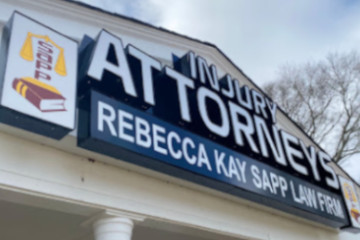 SAPP
INJURY
ATTORNEYS
REBECCA KAY SAPP LAW FIRM